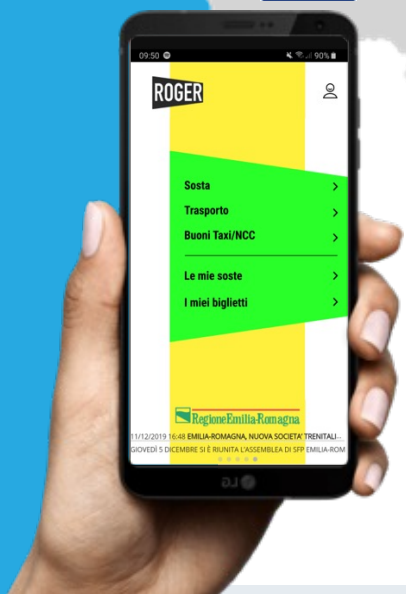 09:50 90%
ROGER
Sosta
Trasporto
Buoni Taxi/NCC
Le mie soste
I miei biglietti
RegioneEmilia-Romagna
11/12/2019 16:48 EMILIA-ROMAGNA, NUOVA SOCIETA' TRENITALI...
GIOVEDÌ 5 DICEMBRE SI È RIUNITA L'ASSEMBLEA DI SFP EMILIA-ROM
LG